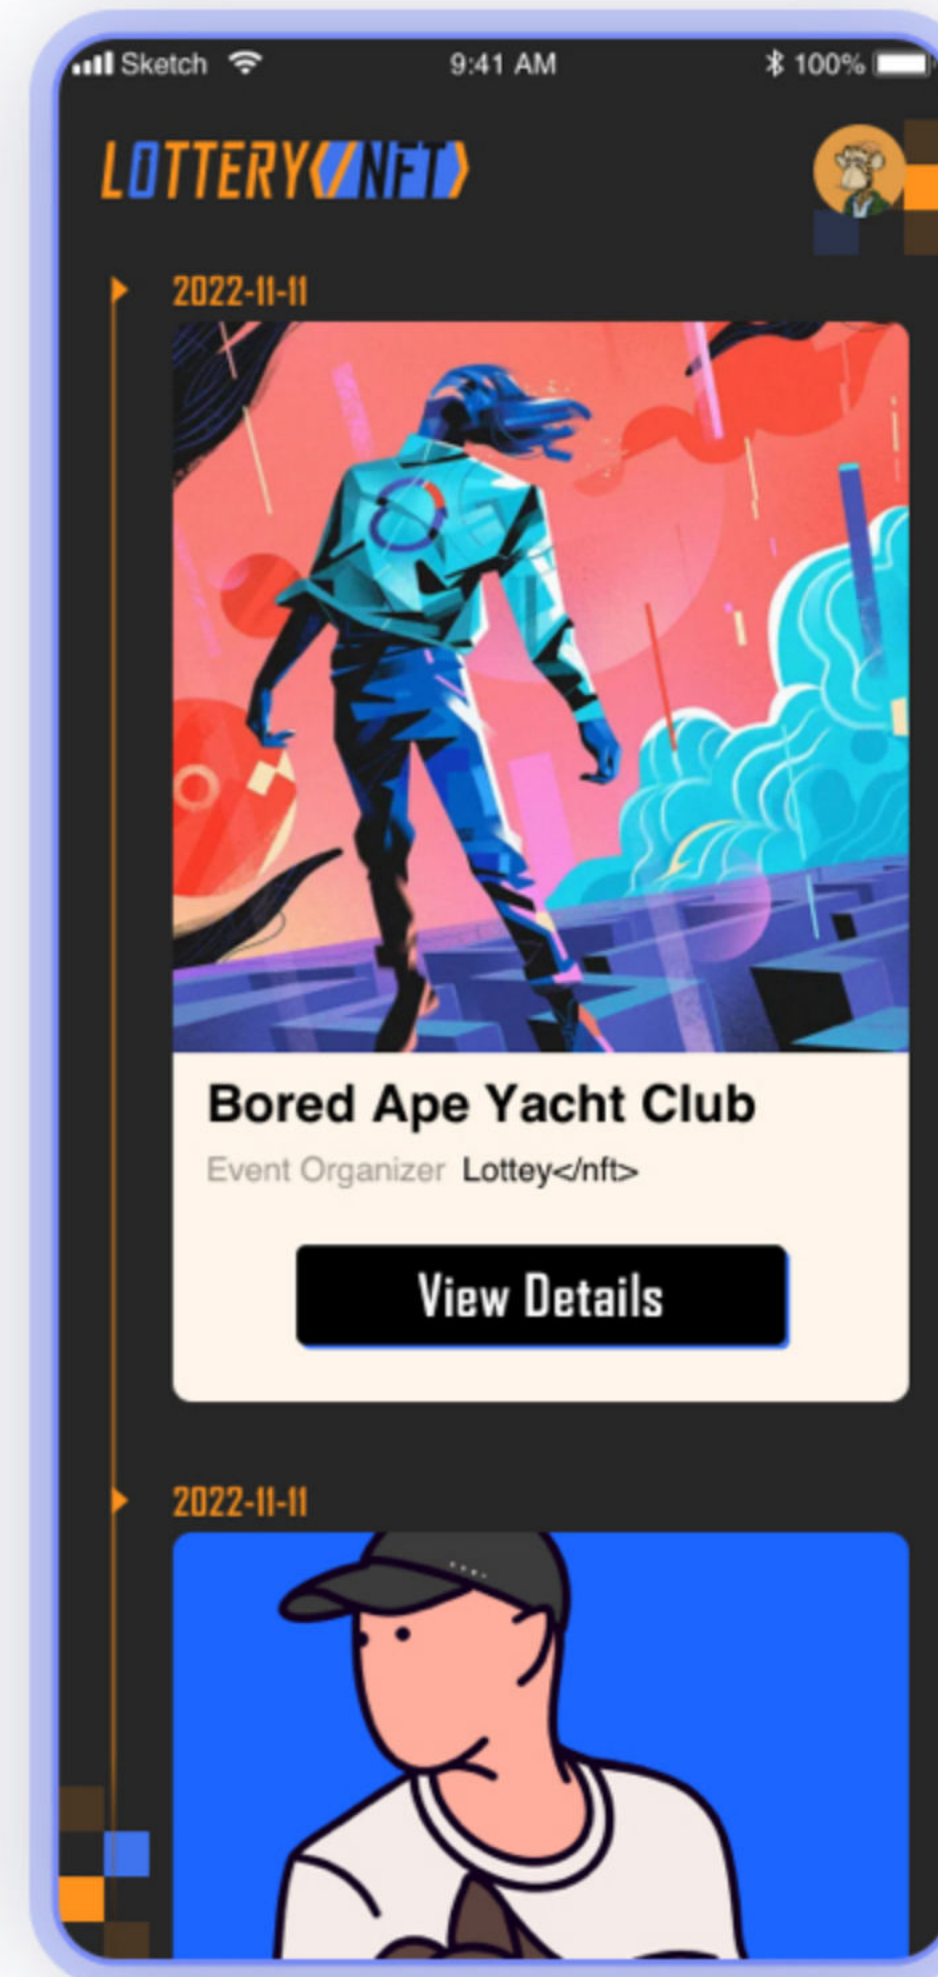 Sketch 9:41 AM 100%
LOTTERY</NFT>
2022-11-11
Bored Ape Yacht Club
Event Organizer Lottey</nft>
View Details
2022-11-11